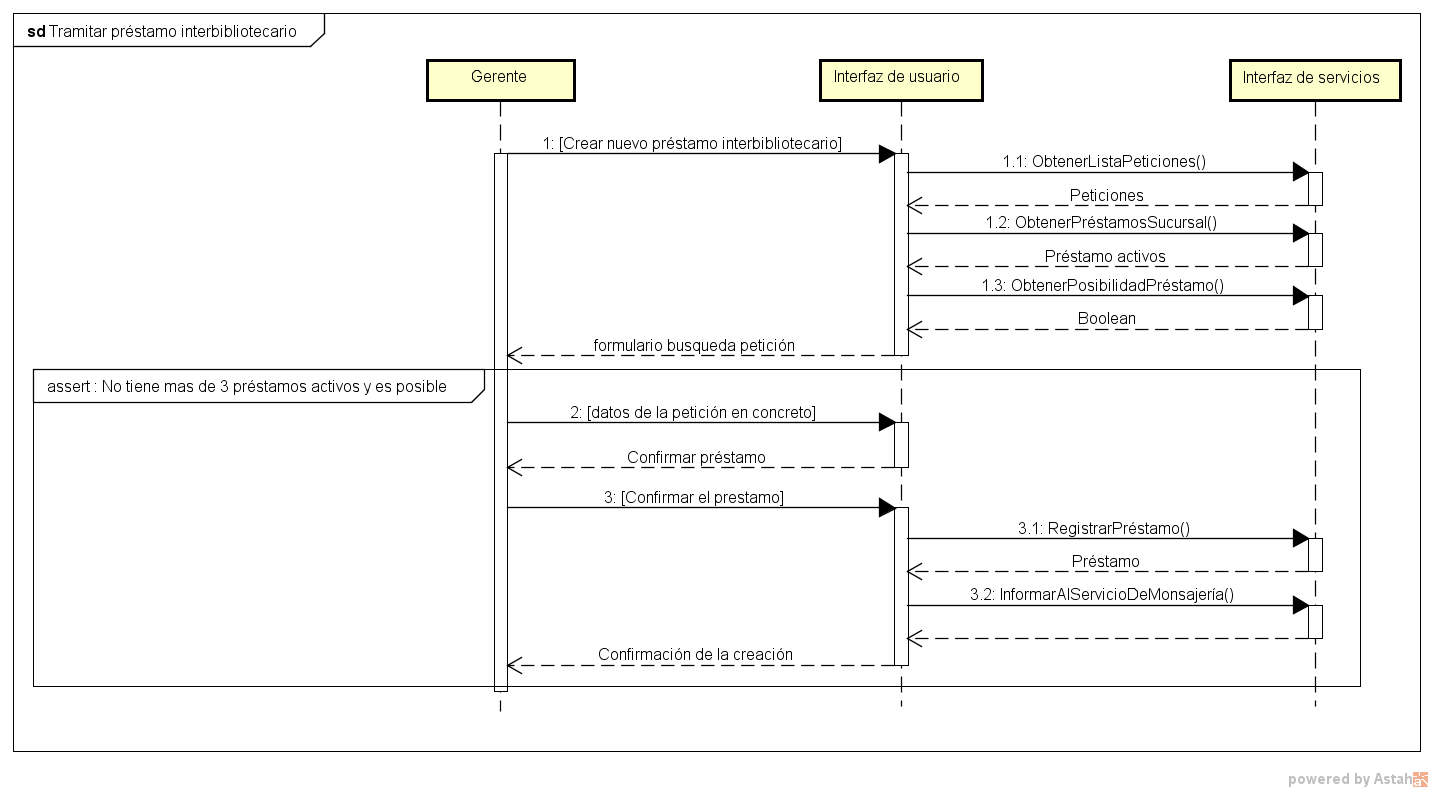 sd Tramitar préstamo interbibliotecario
Gerente
Interfaz de usuario
Interfaz de servicios
1: [Crear nuevo préstamo interbibliotecario]
1.1: ObtenerListaPeticiones()
Peticiones
1.2: ObtenerPréstamosSucursal()
Préstamo activos
1.3: ObtenerPosibilidadPréstamo()
Boolean
formulario busqueda petición
assert : No tiene mas de 3 préstamos activos y es posible
2: [datos de la petición en concreto]
Confirmar préstamo
3: [Confirmar el prestamo]
3.1: RegistrarPréstamo()
Préstamo
3.2: InformarAlServicioDeMonsajería()
Confirmación de la creación
powered by Astah